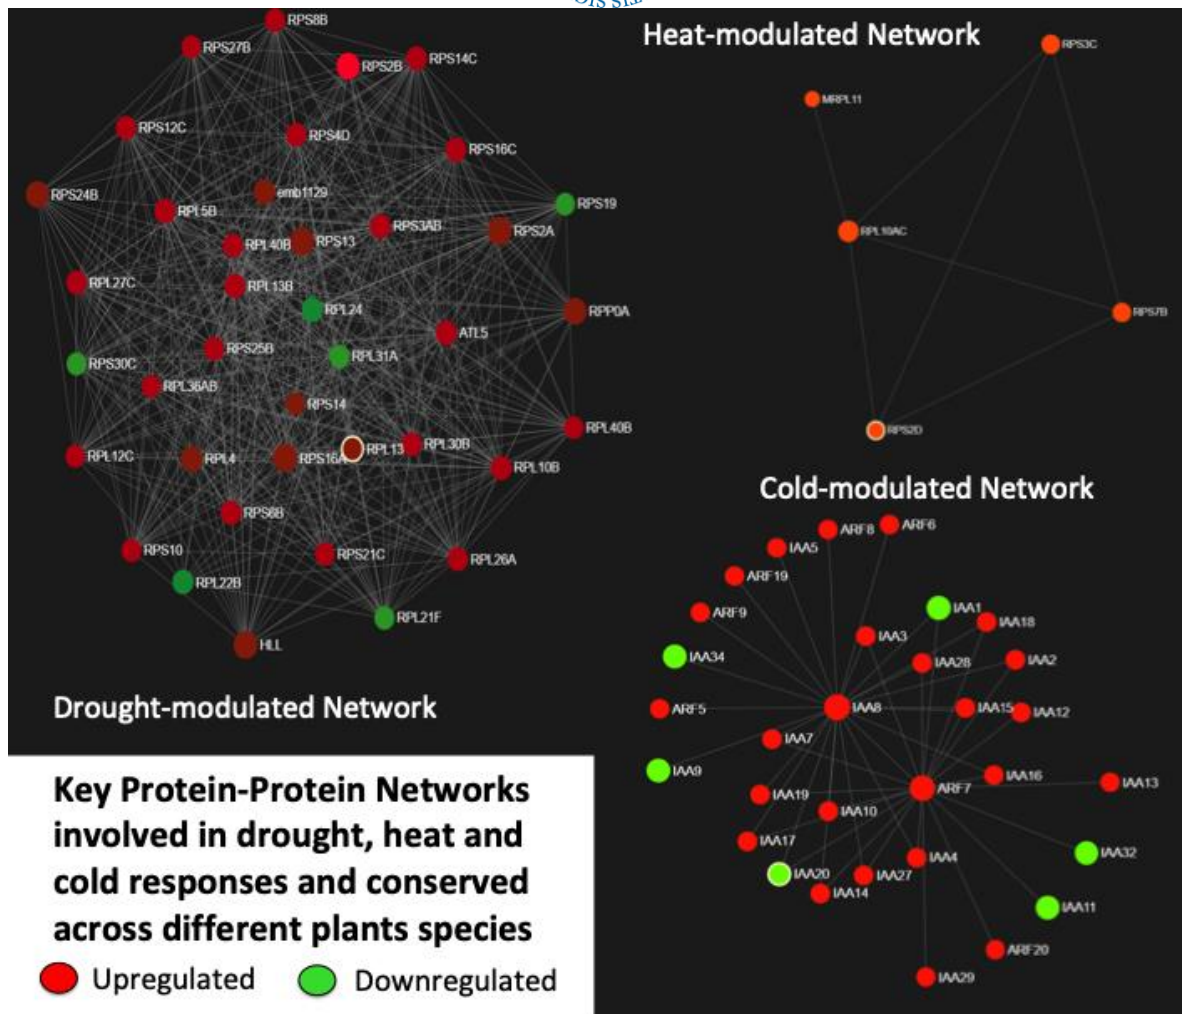 RPS8B
RPS27B
RPS2B
RPS14C
RPS12C
RPS4D
RPS16C
RPS24B
emb1129
RPS19
RPL5B
RPS3AB
RPS2A
RPL40B
RPS13
RPL27C
RPL13B
RPL24
RPP0A
ATL5
RPS25B
RPL31A
RPS30C
RPL36AB
RPS14
RPL40B
RPL12C
RPL4
RPS16A
RPL13
RPL30B
RPL10B
RPS6B
RPS10
RPS21C
RPL26A
RPL22B
RPL21F
HLL
Drought-modulated Network
Heat-modulated Network
RPS3C
MRPL11
RPL10AC
RPS7B
RPS2D
Cold-modulated Network
ARF6
ARF8
IAA5
ARF19
ARF9
IAA1
IAA18
IAA3
IAA34
IAA28
IAA2
ARF5
IAA8
IAA15
IAA12
IAA7
IAA9
IAA16
ARF7
IAA13
IAA19
IAA10
IAA17
IAA4
IAA32
IAA20
IAA27
IAA14
IAA11
ARF20
IAA29
Key Protein-Protein Networks
involved in drought, heat and
cold responses and conserved
across different plants species
Upregulated
Downregulated